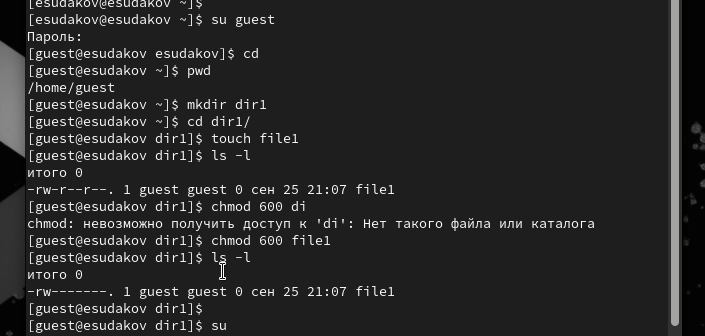 [esudakov@esudakov ~]$
[esudakov@esudakov ~]$ su guest
Пароль:
[guest@esudakov esudakov]$ cd
[guest@esudakov ~]$ pwd
/home/guest
[guest@esudakov ~]$ mkdir dir1
[guest@esudakov ~]$ cd dir1/
[guest@esudakov dir1]$ touch file1
[guest@esudakov dir1]$ ls -l
итого 0
-rw-r--r--. 1 guest guest 0 сен 25 21:07 file1
[guest@esudakov dir1]$ chmod 600 di
chmod: невозможно получить доступ к 'di': Нет такого файла или каталога
[guest@esudakov dir1]$ chmod 600 file1
[guest@esudakov dir1]$ ls -l
итого 0
-rw-------. 1 guest guest 0 сен 25 21:07 file1
[guest@esudakov dir1]$
[guest@esudakov dir1]$ su